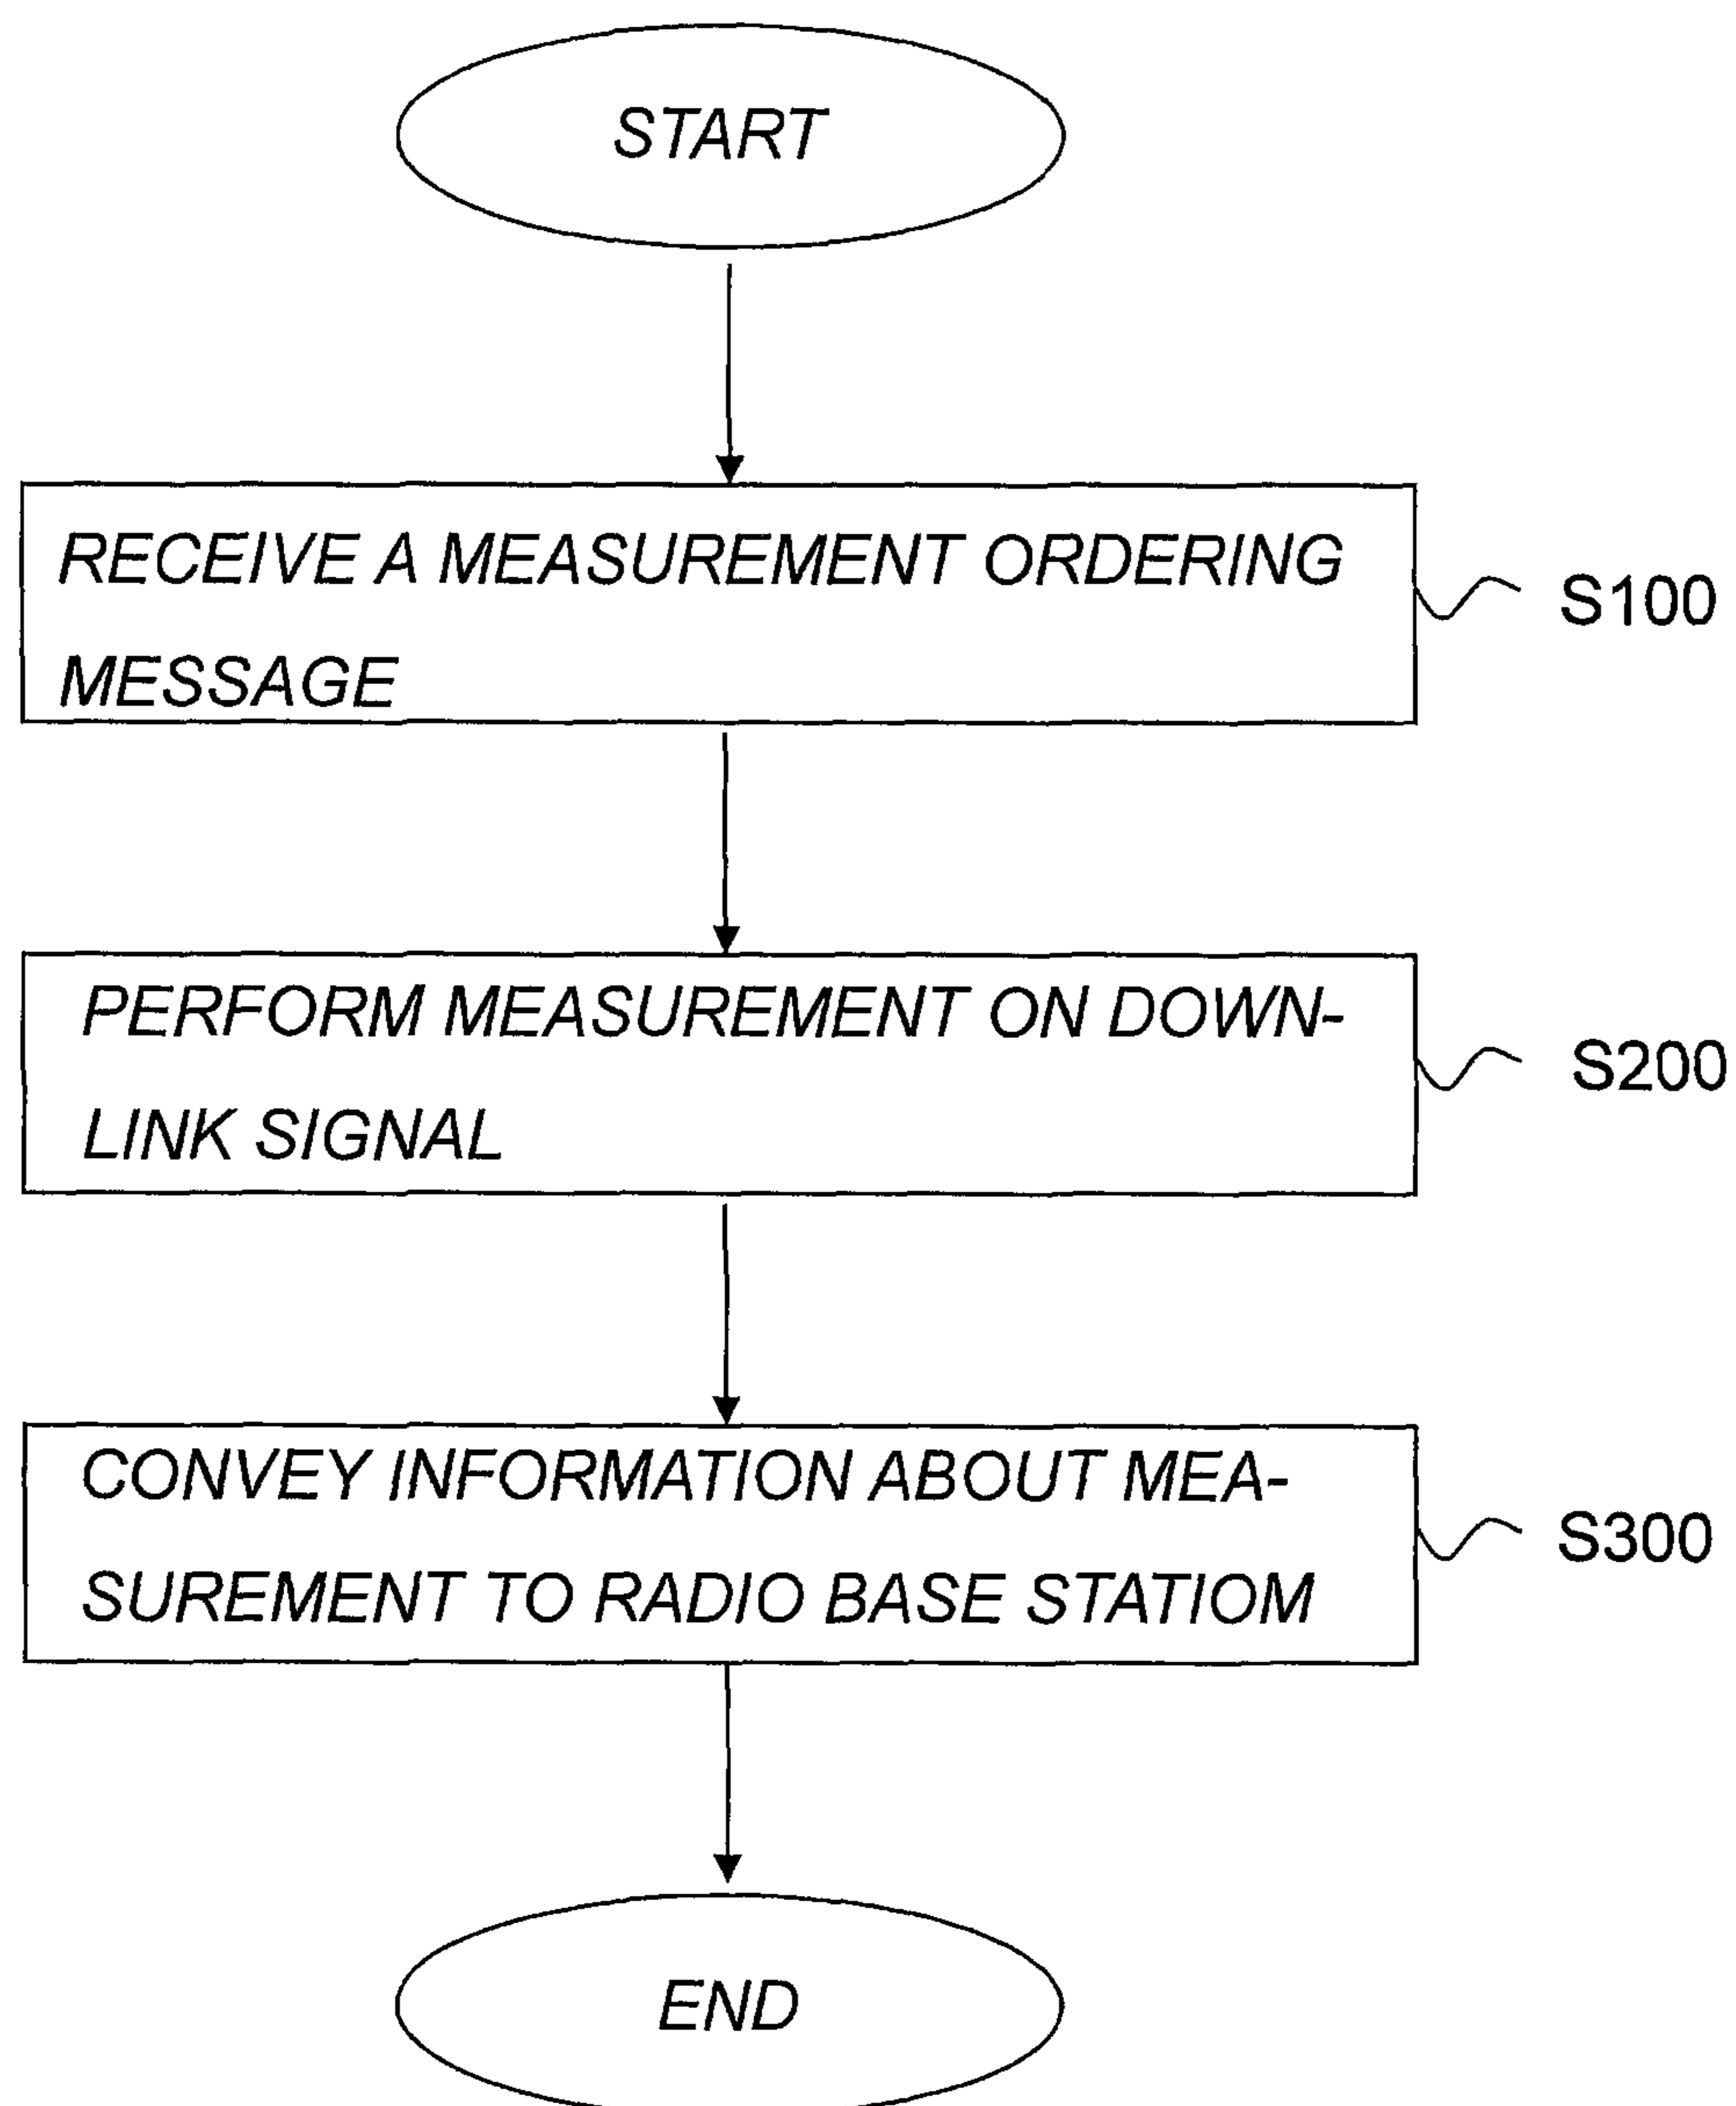 START
RECEIVE A MEASUREMENT ORDERING
MESSAGE
S100
PERFORM MEASUREMENT ON DOWN-
LINK SIGNAL
S200
CONVEY INFORMATION ABOUT MEA-
SUREMENT TO RADIO BASE STATIOM
S300
END